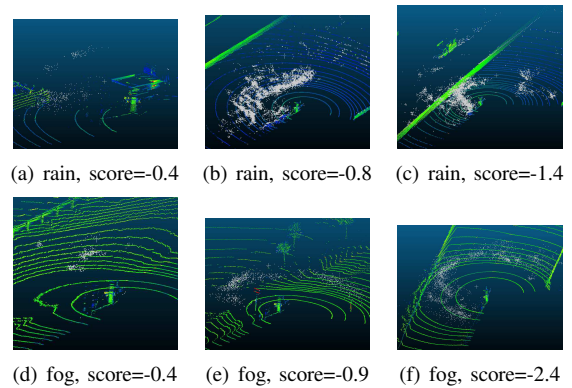 (a) rain, score=-0.4
(b) rain, score=-0.8
(c) rain, score=-1.4
(d) fog, score=-0.4
(e) fog, score=-0.9
(f) fog, score=-2.4